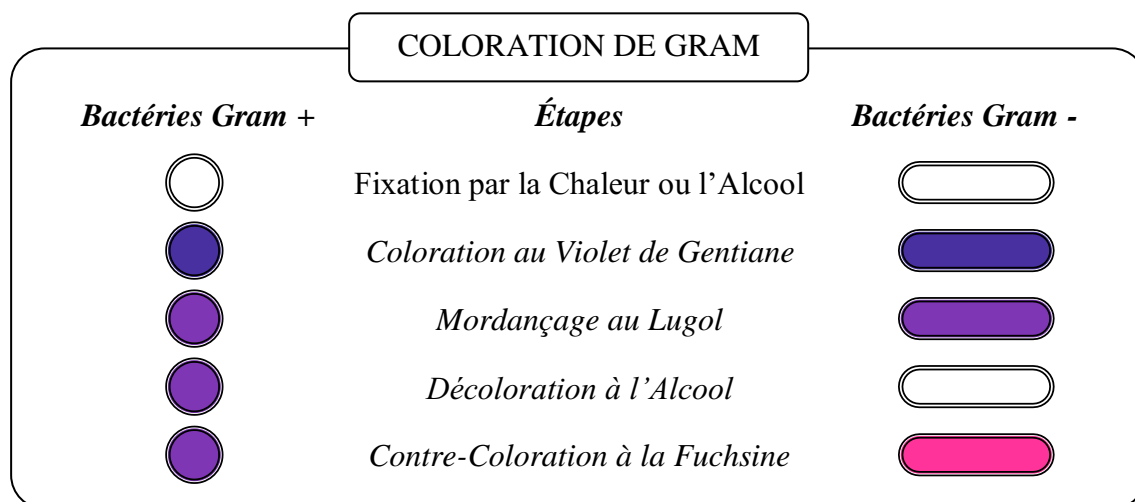 COLORATION DE GRAM
Bactéries Gram + Étapes Bactéries Gram -
Fixation par la Chaleur ou l’Alcool
Coloration au Violet de Gentiane
Mordançage au Lugol
Décoloration à l’Alcool
Contre-Coloration à la Fuchsine